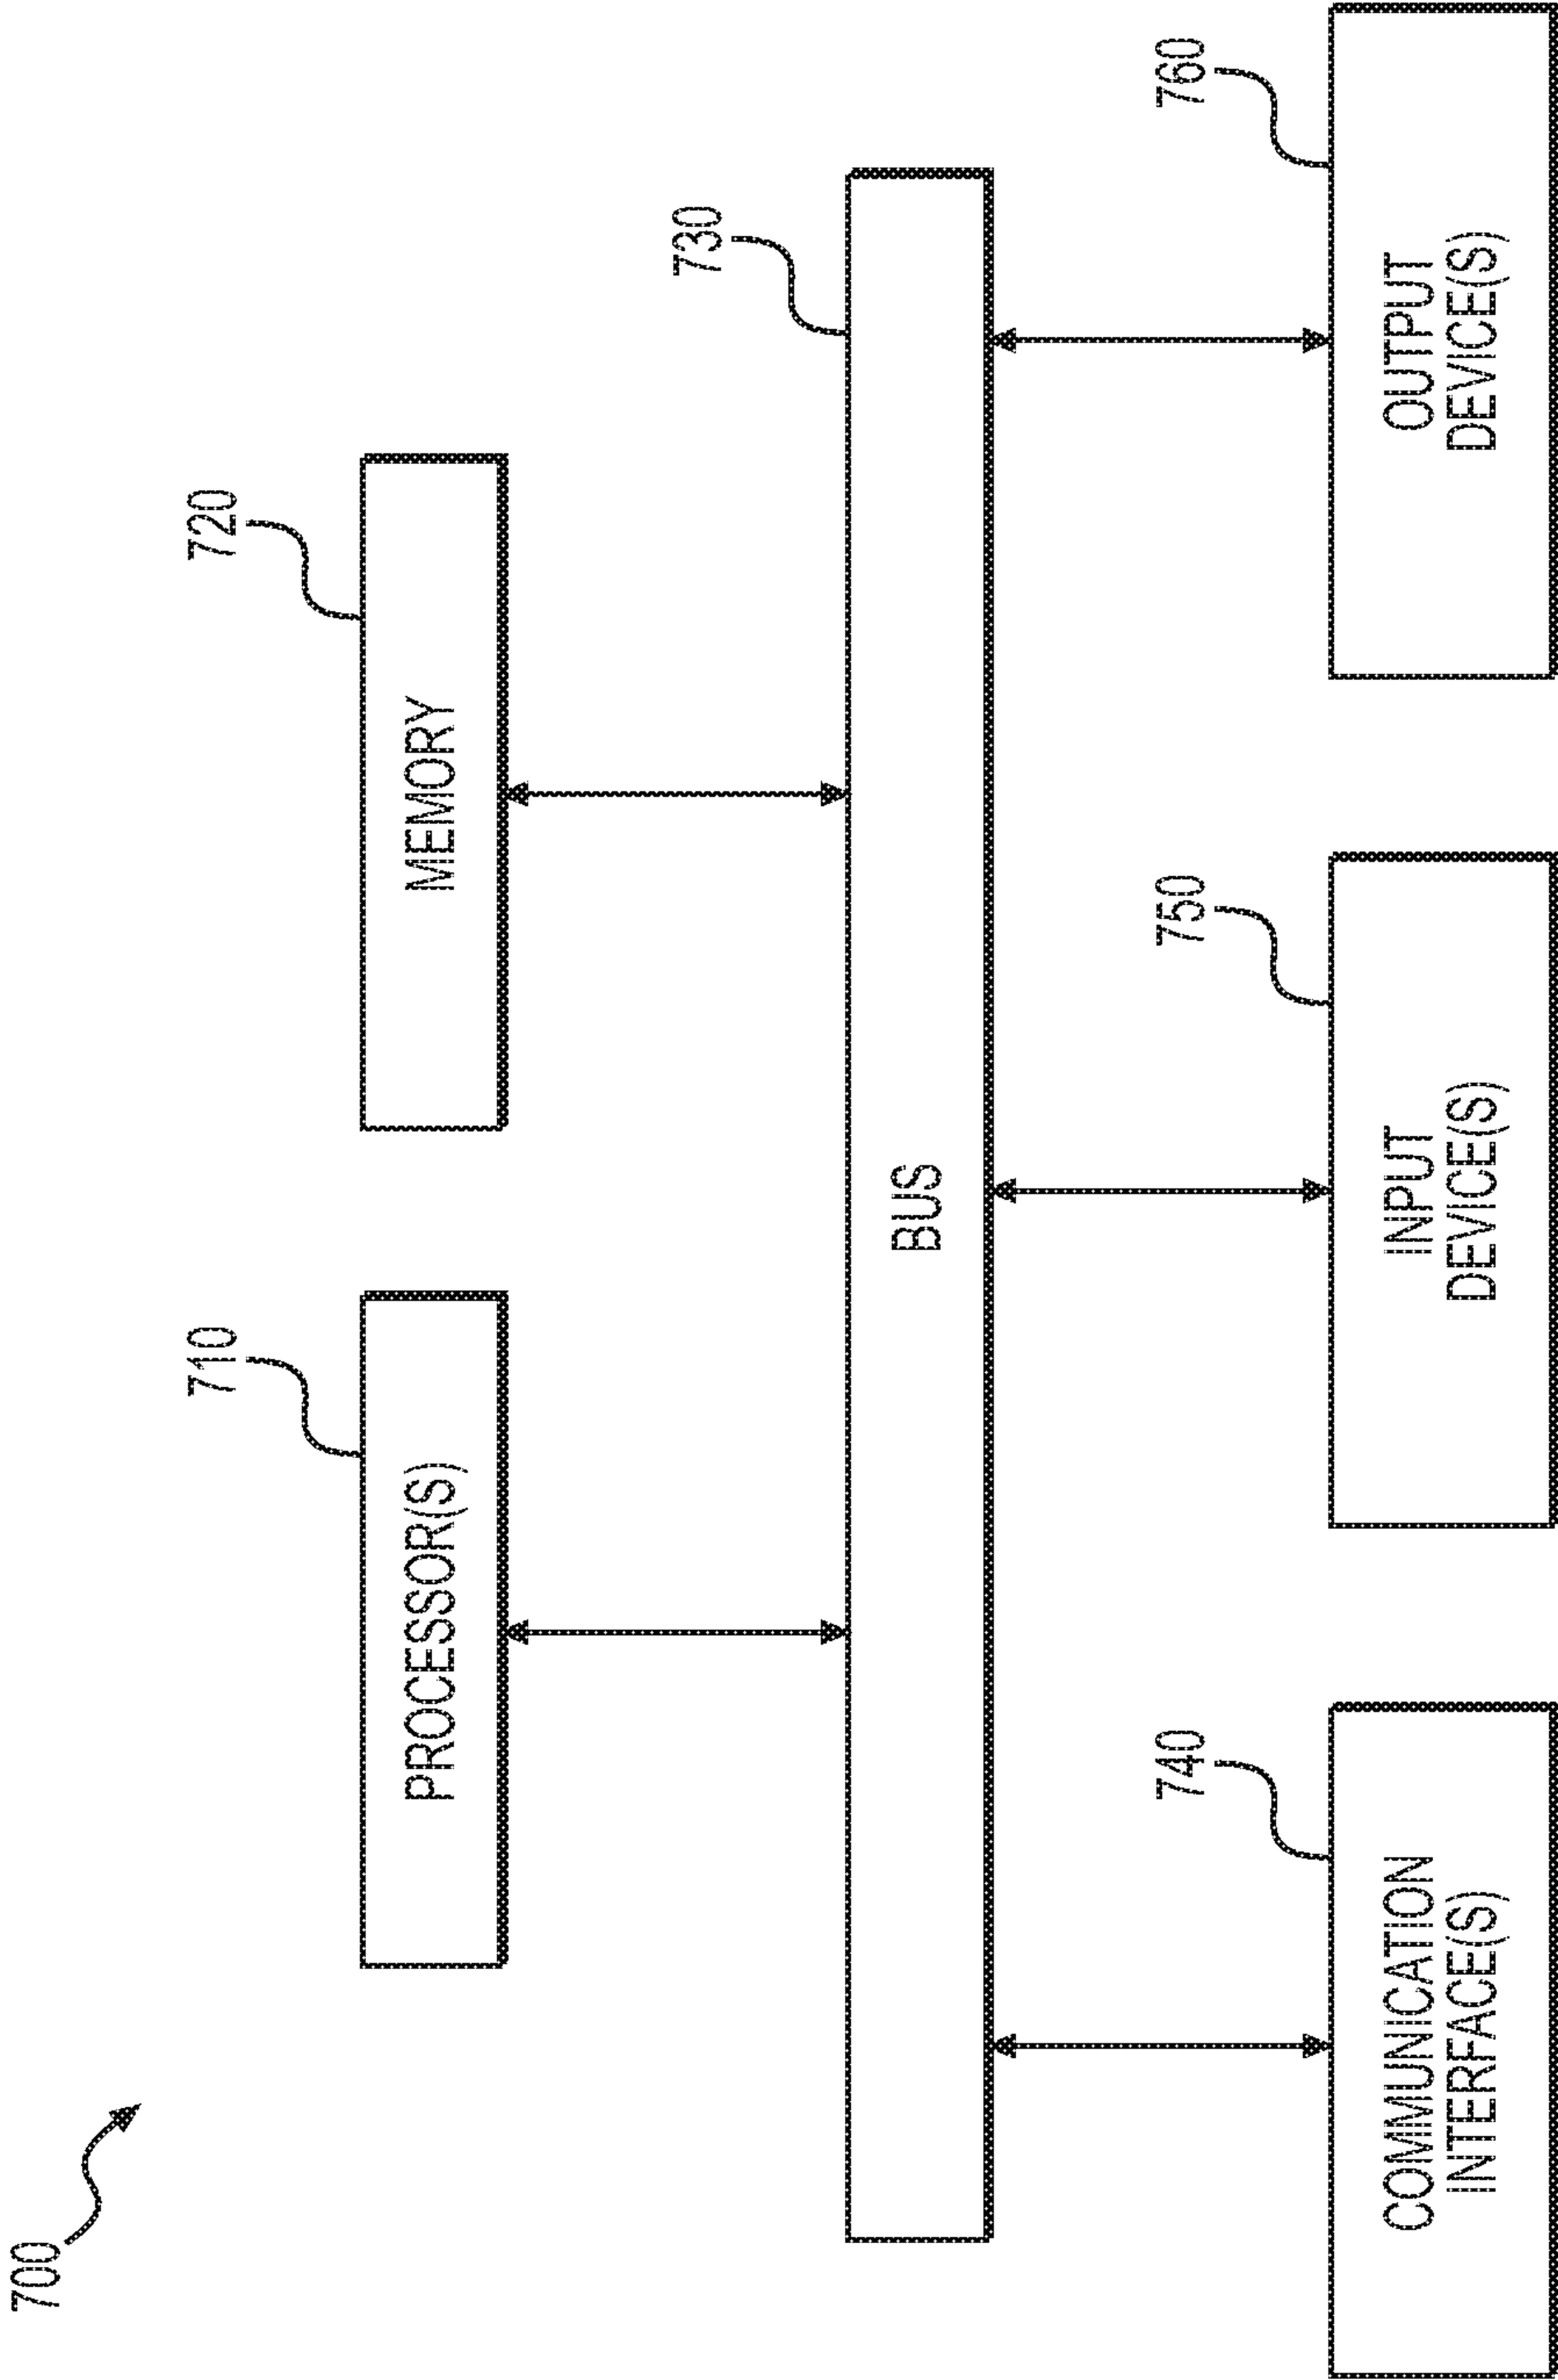 700
710
PROCESSOR(S)
720
MEMORY
730
BUS
740
COMMUNICATION
INTERFACE(S)
750
INPUT
DEVICE(S)
760
OUTPUT
DEVICE(S)